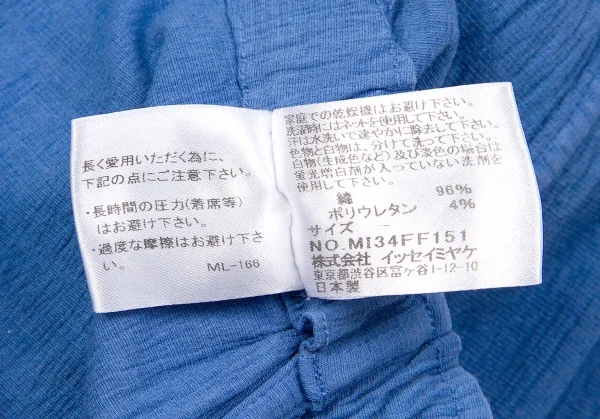 長く愛用いただく為に、
下記の点にご注意下さい。
・長時間の圧力(着席等)
はお避け下さい。
・過度な摩擦はお避け下さ
い。
ML-166
家庭での乾燥機はお避け下さい。
洗濯時にはネットを使用して下さい。
汗は水洗いで速やかに除去して下さい。
色物と白物は、分けて洗って下さい。
白物(生成色など)及び淡色の場合は
蛍光増白剤が入っていない洗剤を
使用して下さい。
綿 96%
ポリウレタン 4%
サイズ
NO.MI34FF151
株式会社 イッセイミヤケ
東京都渋谷区富ヶ谷1-12-10
日本製